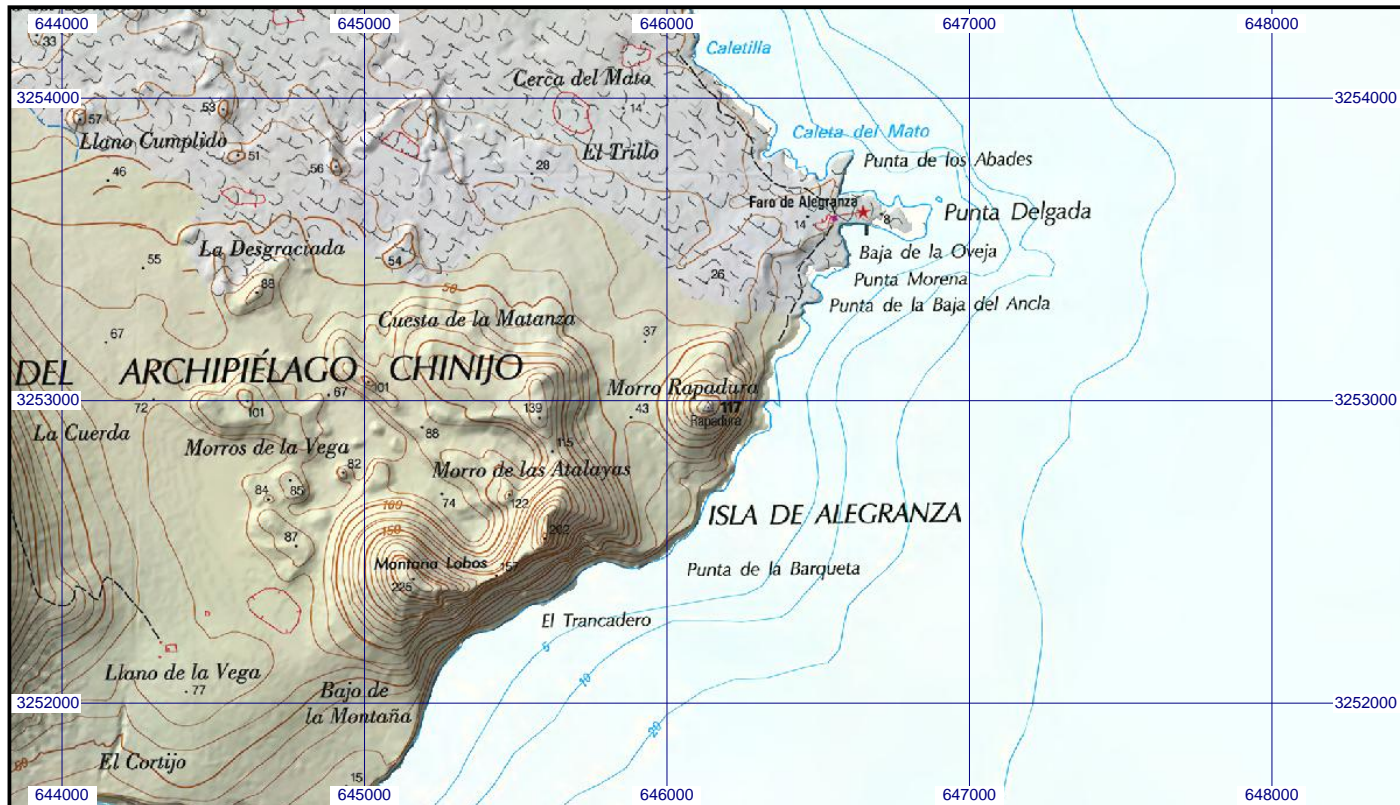 644000 645000 646000 647000 648000
33
Caletilla
Cerca del Mato
3254000 57 53 14 3254000
Llano Cumplido
51
56
El Trillo
28
46
Caleta del Mato
Punta de los Abades
Faro de Alegranza
14
8
Punta Delgada
La Desgraciada
54
55
88
50
26
Baja de la Oveja
Punta Morena
Punta de la Baja del Ancla
Cuesta de la Matanza
67
37
DEL ARCHIPIÉLAGO CHINIJO
101
67
Morro Rapadura
3253000 72 101 139 43 117 3253000
Rapadura
La Cuerda
88
Morros de la Vega
115
82
Morro de las Atalayas
84
85
74
122
100
150
ISLA DE ALEGRANZA
87
202
Montaña Lobos
157
225
Punta de la Barqueta
El Trancadero
5
10
20
Llano de la Vega
77
Bajo de
la Montaña
3252000 3252000
El Cortijo
15
644000 645000 646000 647000 648000